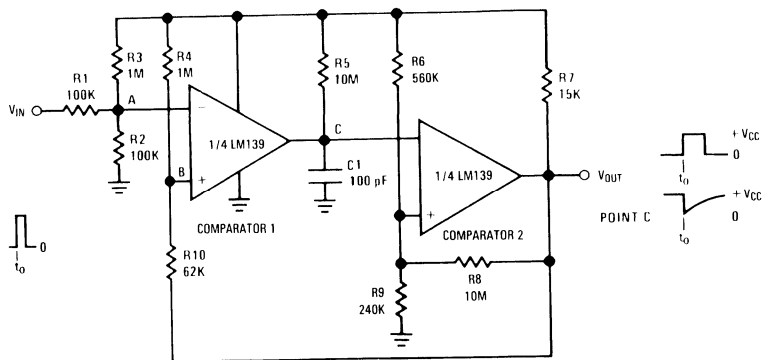 R3
1M
R4
1M
R5
10M
R6
560K
R7
15K
R1
100K
A
VIN
−
R2
100K
1/4 LM139
C
B
+
C1
100 pF
1/4 LM139
+
VOUT
+ VCC
0
t0
POINT C
+ VCC
0
t0
COMPARATOR 1
COMPARATOR 2
0
t0
R10
62K
R8
10M
R9
240K